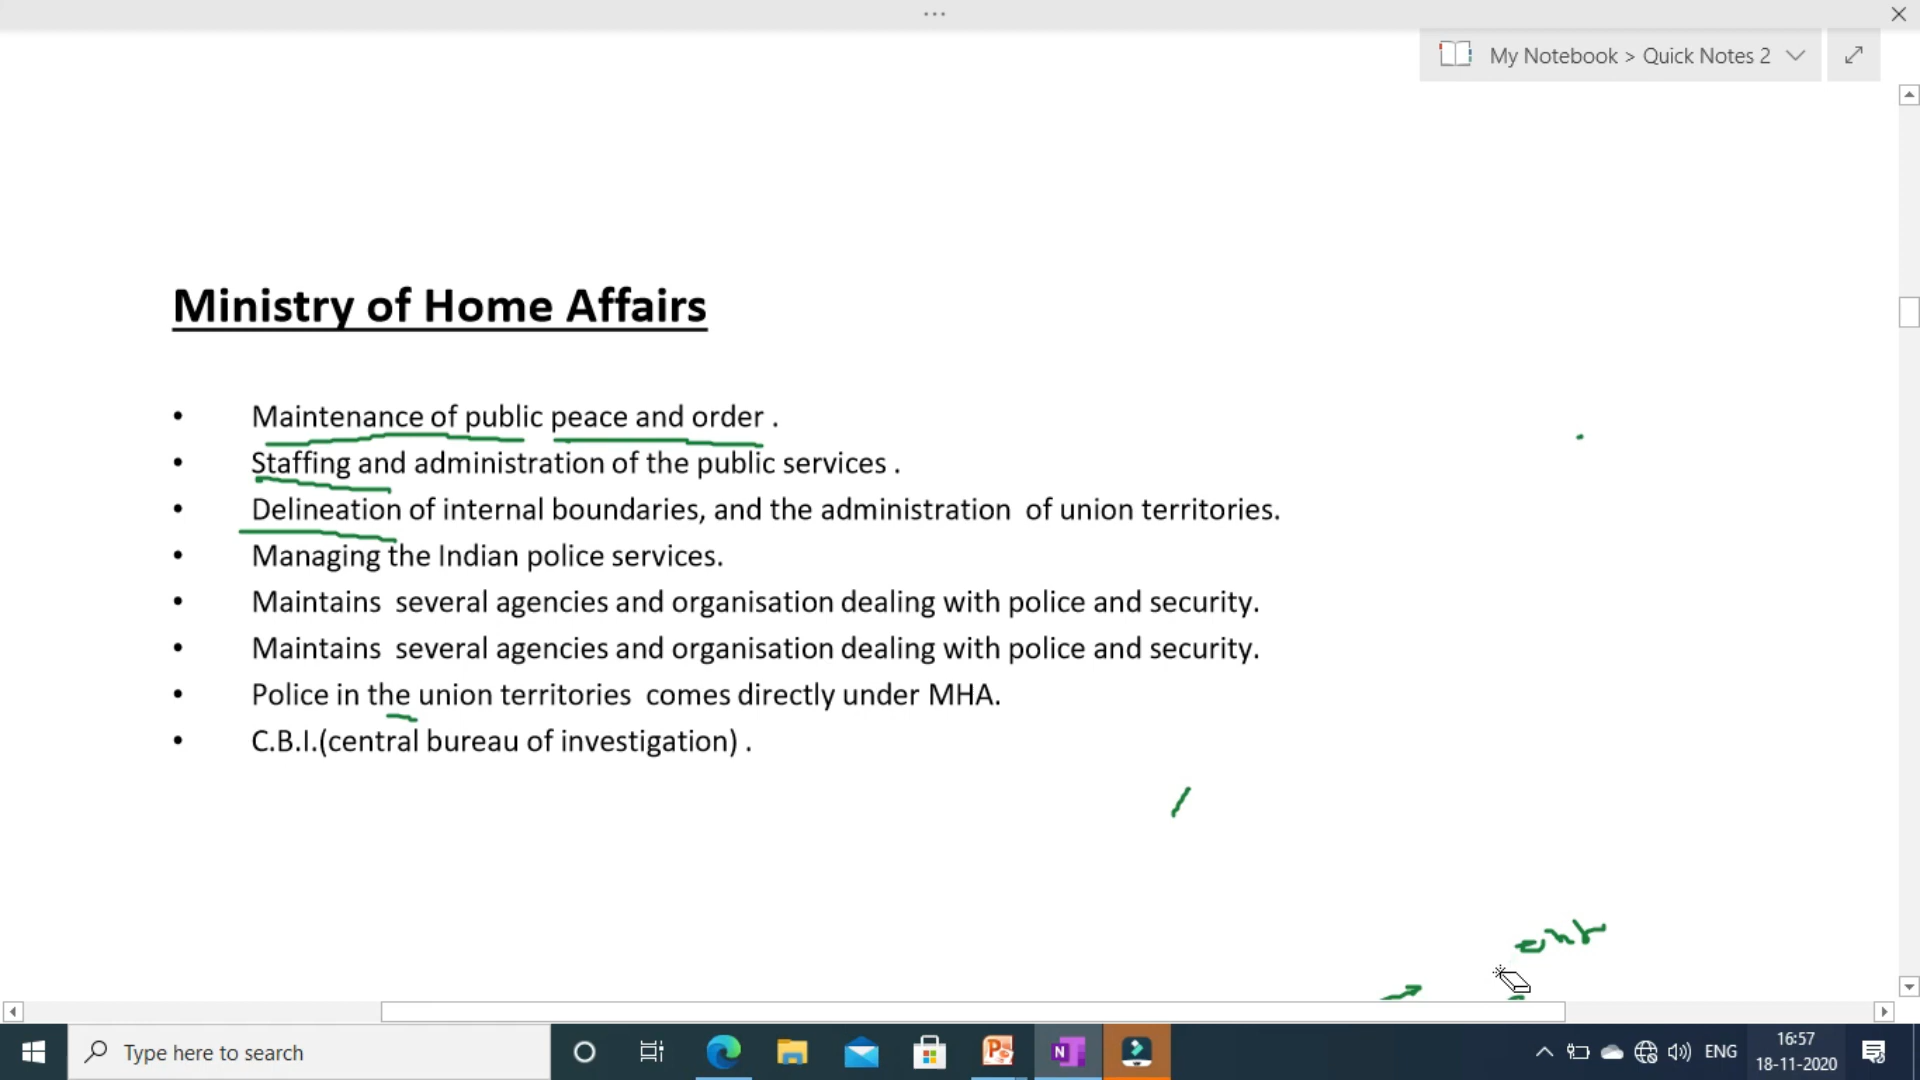 My Notebook > Quick Notes 2
Ministry of Home Affairs
• Maintenance of public peace and order .
• Staffing and administration of the public services .
• Delineation of internal boundaries, and the administration of union territories.
• Managing the Indian police services.
• Maintains several agencies and organisation dealing with police and security.
• Maintains several agencies and organisation dealing with police and security.
• Police in the union territories comes directly under MHA.
• C.B.I.(central bureau of investigation) .
Type here to search
ENG
16:57
18-11-2020